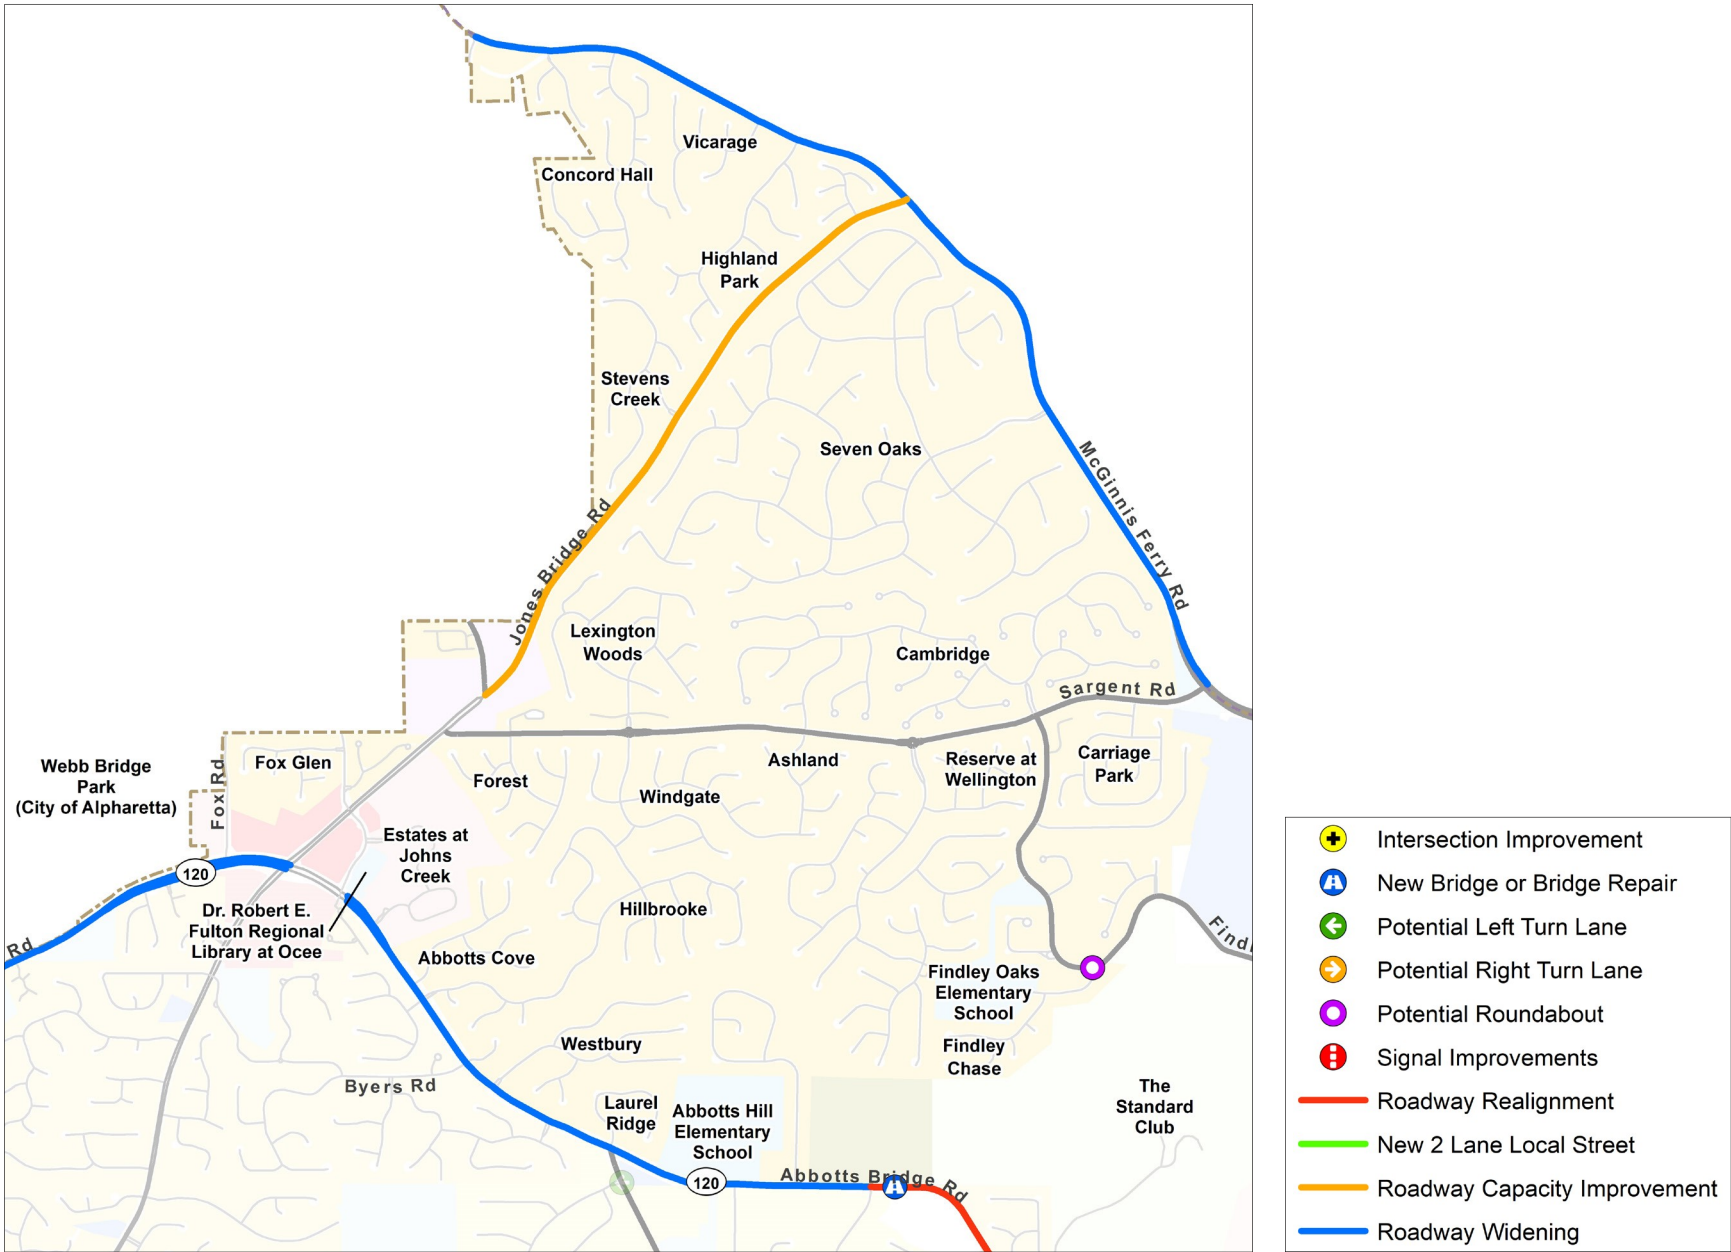 Vicarage
Concord Hall
Highland
Park
Stevens
Creek
Seven Oaks
McGinnis Ferry Rd
Jones Bridge Rd
Lexington
Woods
Cambridge
Sargent Rd
Webb Bridge
Park
(City of Alpharetta)
Fox Rd
Fox Glen
Forest
Windgate
Ashland
Reserve at
Wellington
Carriage
Park
Estates at
Johns
Creek
120
Dr. Robert E.
Fulton Regional
Library at Ocee
Rd
Hillbrooke
Abbotts Cove
Findl
Findley Oaks
Elementary
School
Westbury
Findley
Chase
Byers Rd
Laurel
Ridge
Abbotts Hill
Elementary
School
The
Standard
Club
120
Abbotts Bridge Rd
Intersection Improvement
New Bridge or Bridge Repair
Potential Left Turn Lane
Potential Right Turn Lane
Potential Roundabout
Signal Improvements
Roadway Realignment
New 2 Lane Local Street
Roadway Capacity Improvement
Roadway Widening